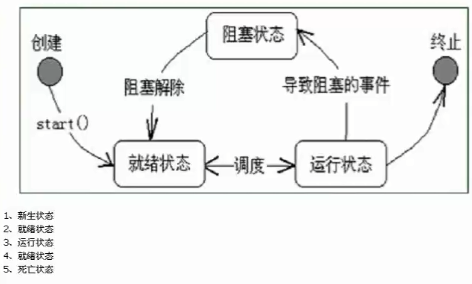 创建
阻塞状态
终止
阻塞解除
导致阻塞的事件
start()
就绪状态
调度
运行状态
1、新生状态
2、就绪状态
3、运行状态
4、就绪状态
5、死亡状态